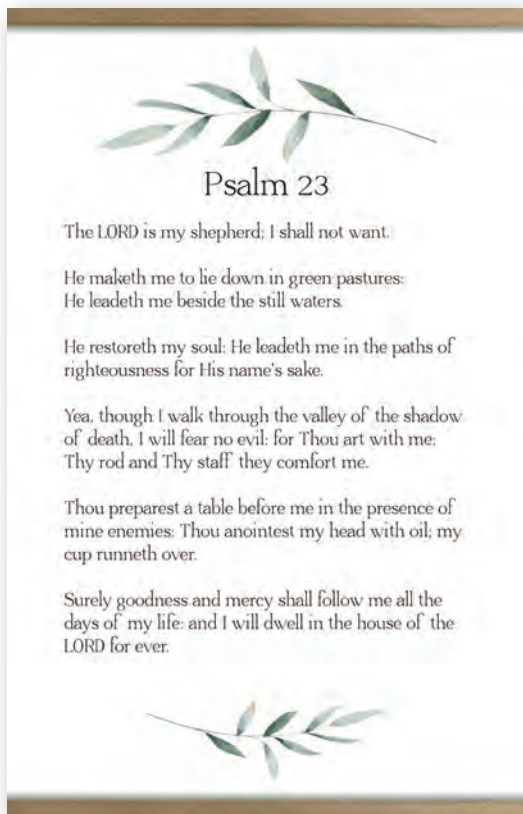 Psalm 23
The LORD is my shepherd; I shall not want.
He maketh me to lie down in green pastures:
He leadeth me beside the still waters.
He restoreth my soul: He leadeth me in the paths of
righteousness for His name's sake.
Yea, though I walk through the valley of the shadow
of death, I will fear no evil: for Thou art with me;
Thy rod and Thy staff they comfort me.
Thou preparest a table before me in the presence of
mine enemies: Thou anointest my head with oil; my
cup runneth over.
Surely goodness and mercy shall follow me all the
days of my life: and I will dwell in the house of the
LORD for ever.